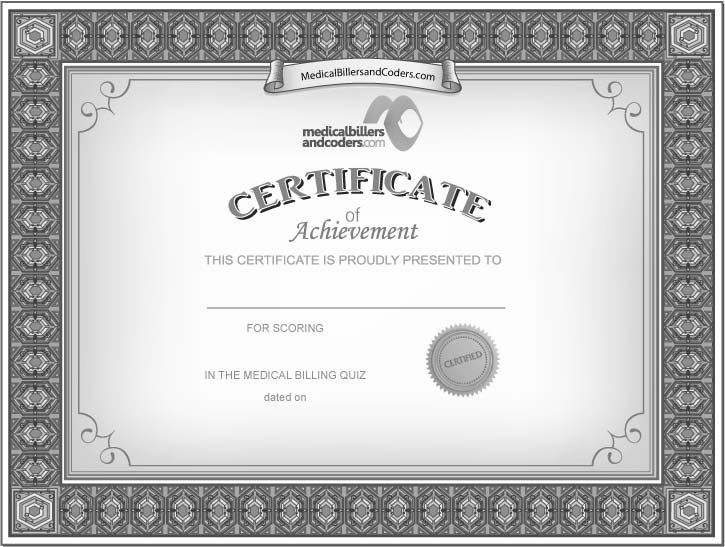 MedicalBillersandCoders.com
medicalbillers
andcoders.com
CERTIFICATE
of
Achievement
THIS CERTIFICATE IS PROUDLY PRESENTED TO
FOR SCORING
CERTIFIED
IN THE MEDICAL BILLING QUIZ
dated on